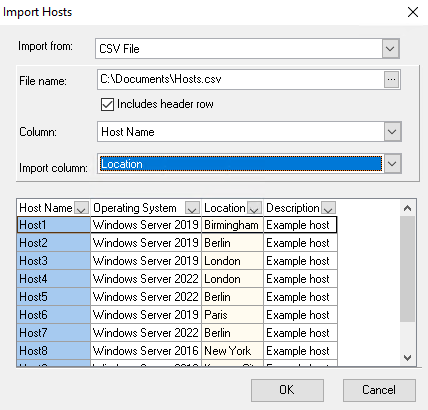 Import Hosts
Import from: CSV File
File name: C:\Documents\Hosts.csv ...
Includes header row
Column: Host Name
Import column: Location
Host Name Operating System Location Description
Host1 Windows Server 2019 Birmingham Example host
Host2 Windows Server 2019 Berlin Example host
Host3 Windows Server 2019 London Example host
Host4 Windows Server 2022 London Example host
Host5 Windows Server 2022 Berlin Example host
Host6 Windows Server 2019 Paris Example host
Host7 Windows Server 2022 Berlin Example host
Host8 Windows Server 2016 New York Example host
OK Cancel